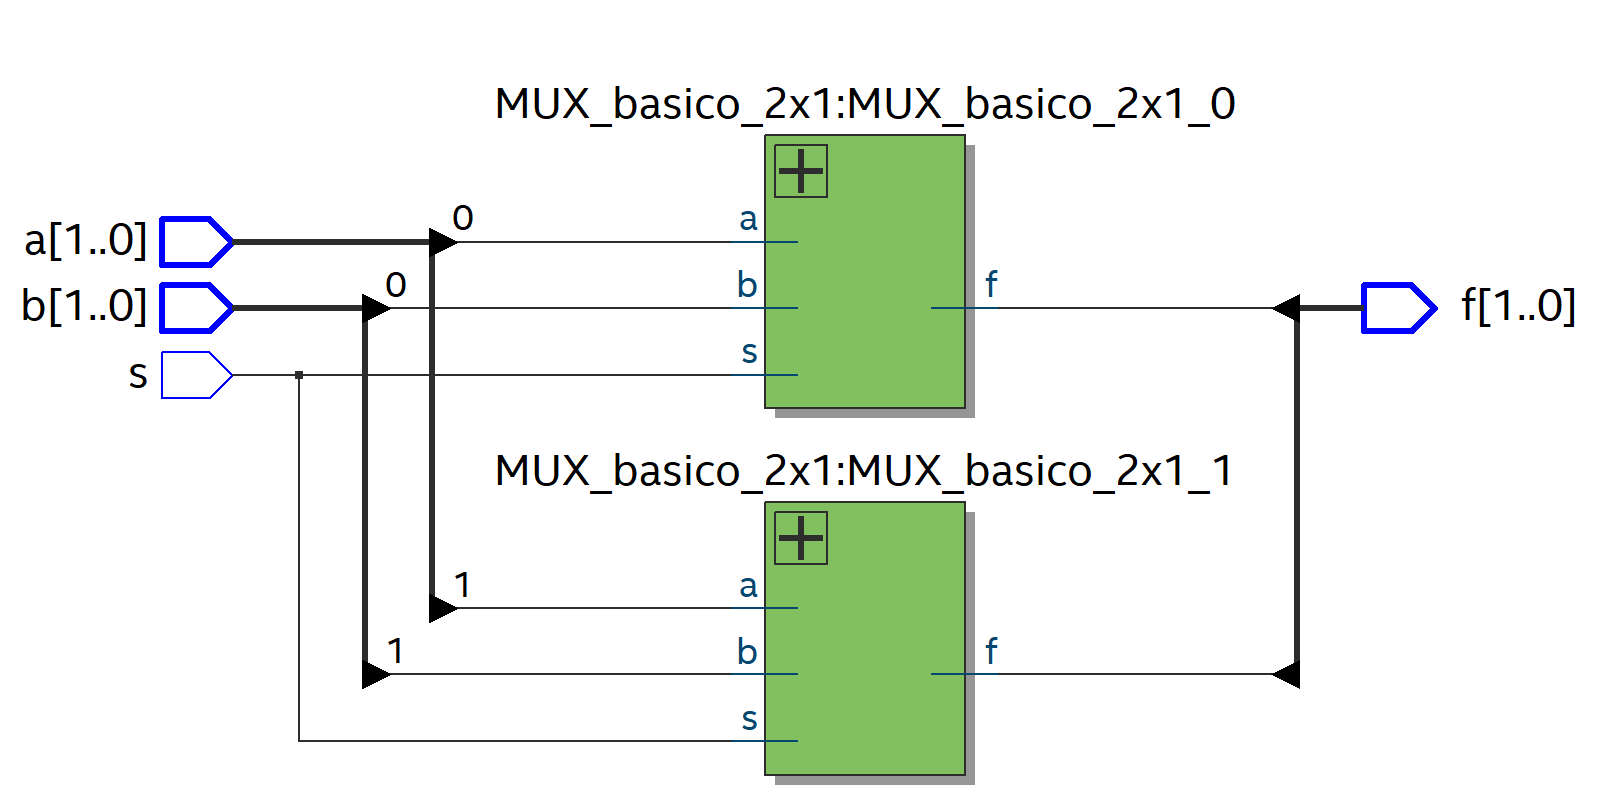 MUX_basico_2x1:MUX_basico_2x1_0
a[1..0]
0
a
b[1..0]
0
b
f
f[1..0]
s
s
MUX_basico_2x1:MUX_basico_2x1_1
1
a
1
b
f
s